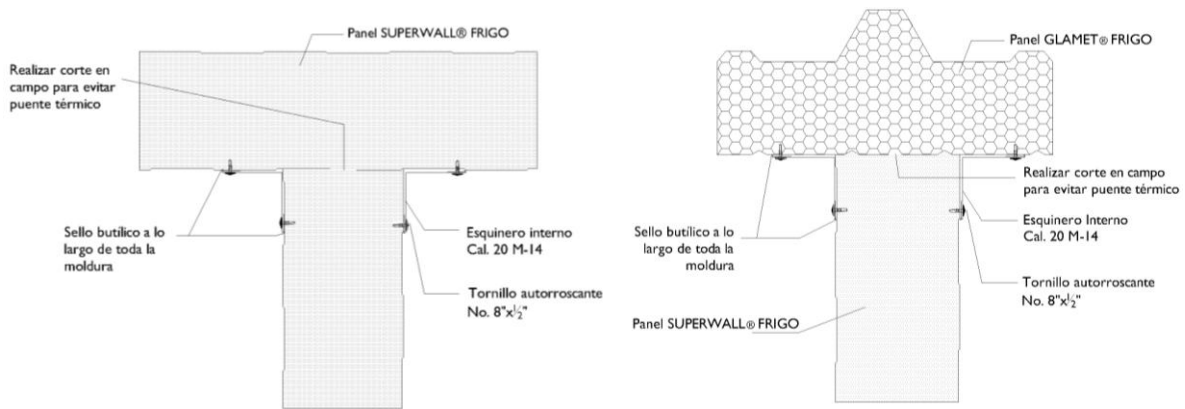 Panel SUPERWALL® FRIGO
Realizar corte en
campo para evitar
puente térmico
Sello butílico a lo
largo de toda la
moldura
Esquinero interno
Cal. 20 M-14
Tornillo autorroscante
No. 8"x½"
Panel GLAMET® FRIGO
Realizar corte en campo
para evitar puente térmico
Sello butílico a lo
largo de toda la
moldura
Esquinero Interno
Cal. 20 M-14
Tornillo autorroscante
No. 8"x½"
Panel SUPERWALL® FRIGO